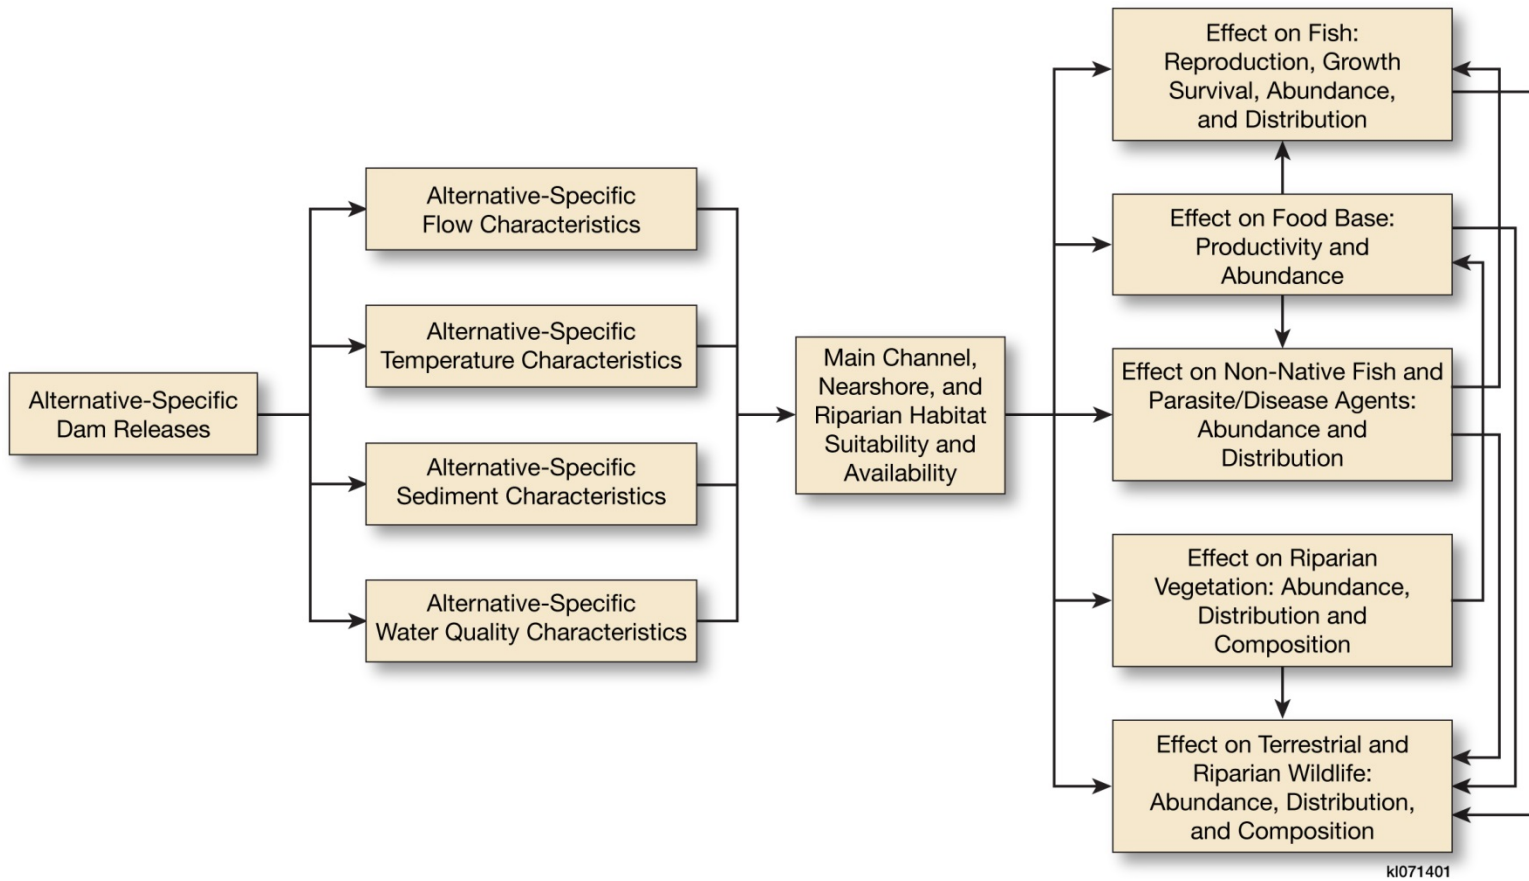 Alternative-Specific
Dam Releases
Alternative-Specific
Flow Characteristics
Alternative-Specific
Temperature Characteristics
Alternative-Specific
Sediment Characteristics
Alternative-Specific
Water Quality Characteristics
Main Channel,
Nearshore, and
Riparian Habitat
Suitability and
Availability
Effect on Fish:
Reproduction, Growth
Survival, Abundance,
and Distribution
Effect on Food Base:
Productivity and
Abundance
Effect on Non-Native Fish and
Parasite/Disease Agents:
Abundance and
Distribution
Effect on Riparian
Vegetation: Abundance,
Distribution and
Composition
Effect on Terrestrial and
Riparian Wildlife:
Abundance, Distribution,
and Composition
kl071401